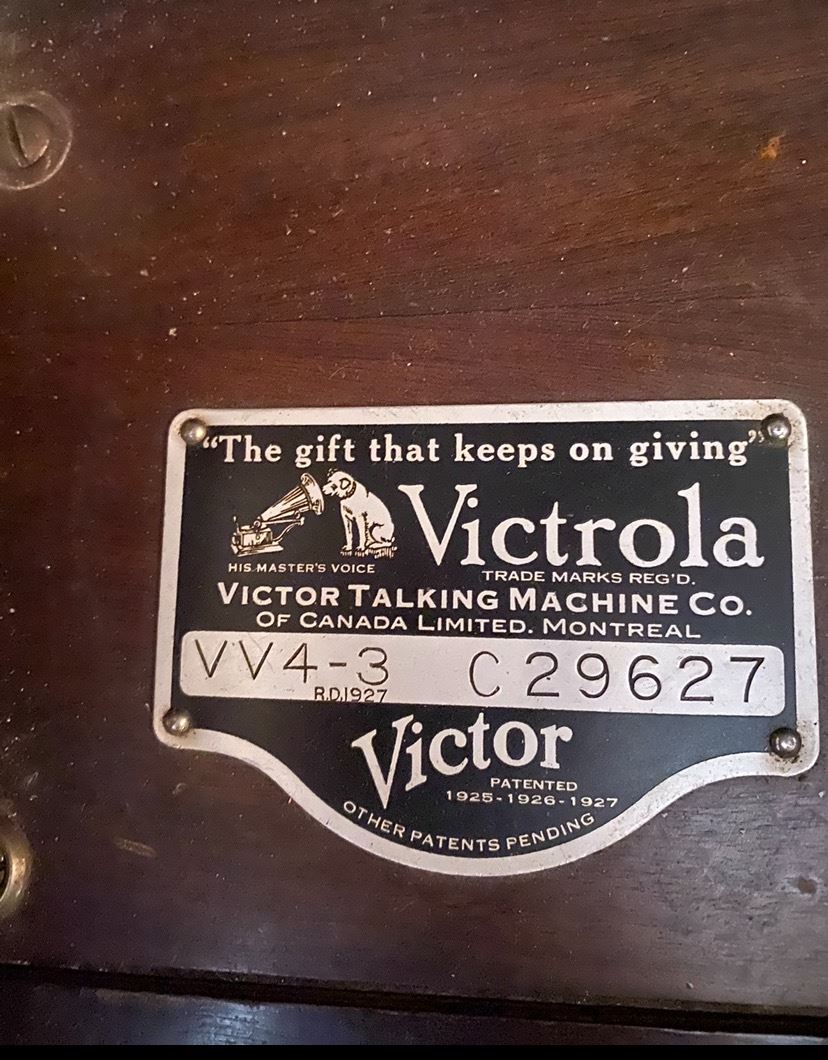 “The gift that keeps on giving”
HIS MASTER'S VOICE
Victrola
TRADE MARKS REG'D.
VICTOR TALKING MACHINE CO.
OF CANADA LIMITED. MONTREAL
VV4-3 C29627
R.D.1927
Victor
PATENTED
1925-1926-1927
OTHER PATENTS PENDING